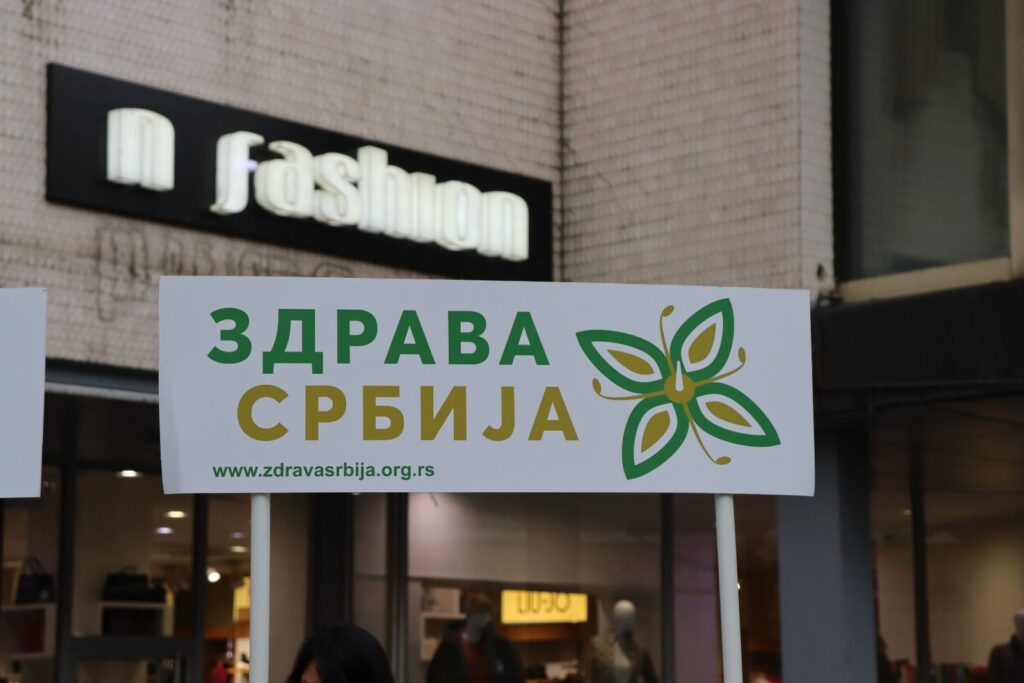 n fashion
ЗДРАВА
СРБИЈА
www.zdravasrbija.org.rs
LIU·JO